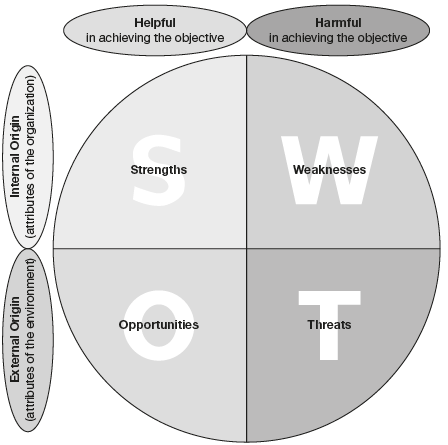 Helpful
in achieving the objective
Harmful
in achieving the objective
Internal Origin
(attributes of the organization)
S
Strengths
W
Weaknesses
External Origin
(attributes of the environment)
O
Opportunities
T
Threats